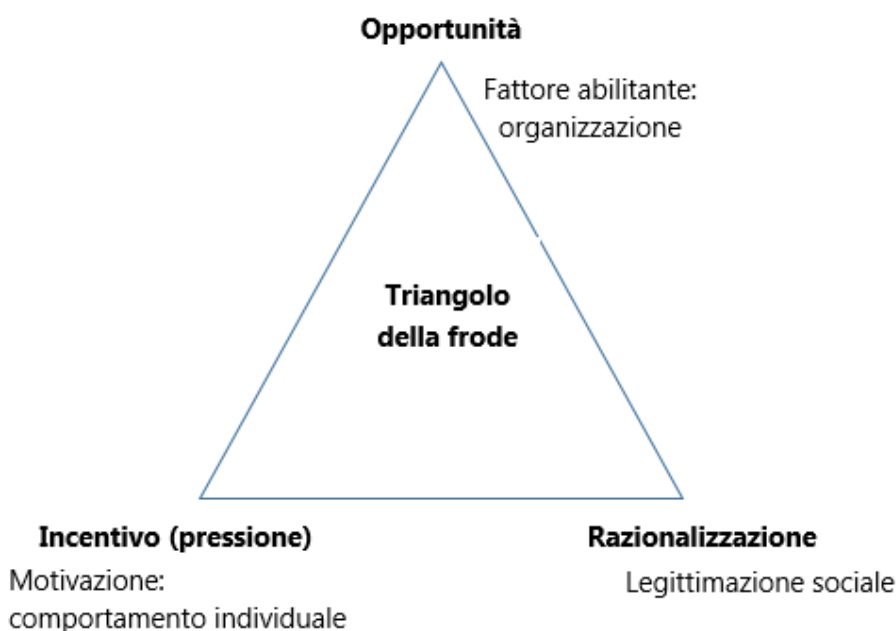 Opportunità
Fattore abilitante:
organizzazione
Triangolo
della frode
Incentivo (pressione)
Razionalizzazione
Motivazione:
comportamento individuale
Legittimazione sociale